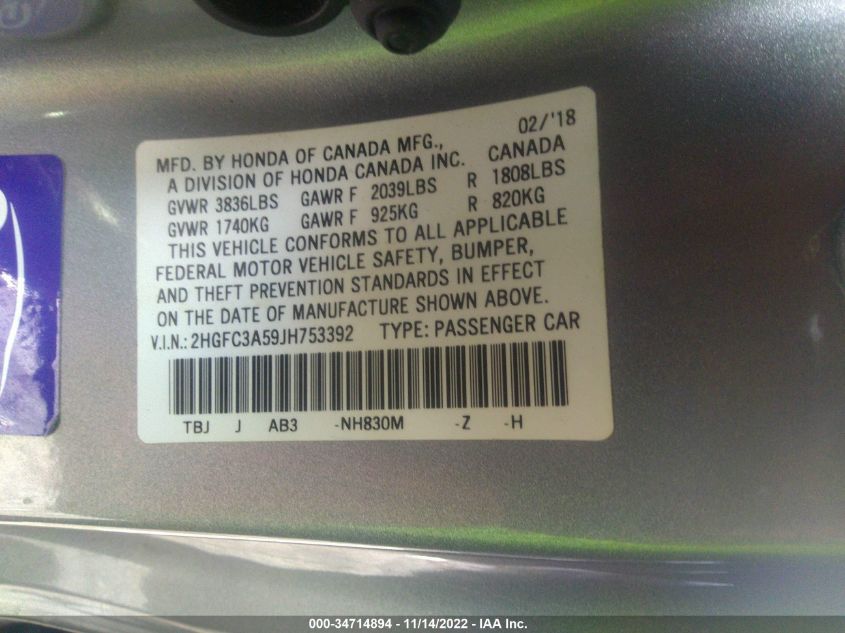 02/'18
MFD. BY HONDA OF CANADA MFG., CANADA
A DIVISION OF HONDA CANADA INC.
GVWR 3836LBS GAWR F 2039LBS R 1808LBS
GVWR 1740KG GAWR F 925KG R 820KG
THIS VEHICLE CONFORMS TO ALL APPLICABLE
FEDERAL MOTOR VEHICLE SAFETY, BUMPER,
AND THEFT PREVENTION STANDARDS IN EFFECT
ON THE DATE OF MANUFACTURE SHOWN ABOVE.
V.I.N.: 2HGFC3A59JH753392 TYPE: PASSENGER CAR
TBJ J AB3 -NH830M -Z -H
000-34714894 - 11/14/2022 - IAA Inc.